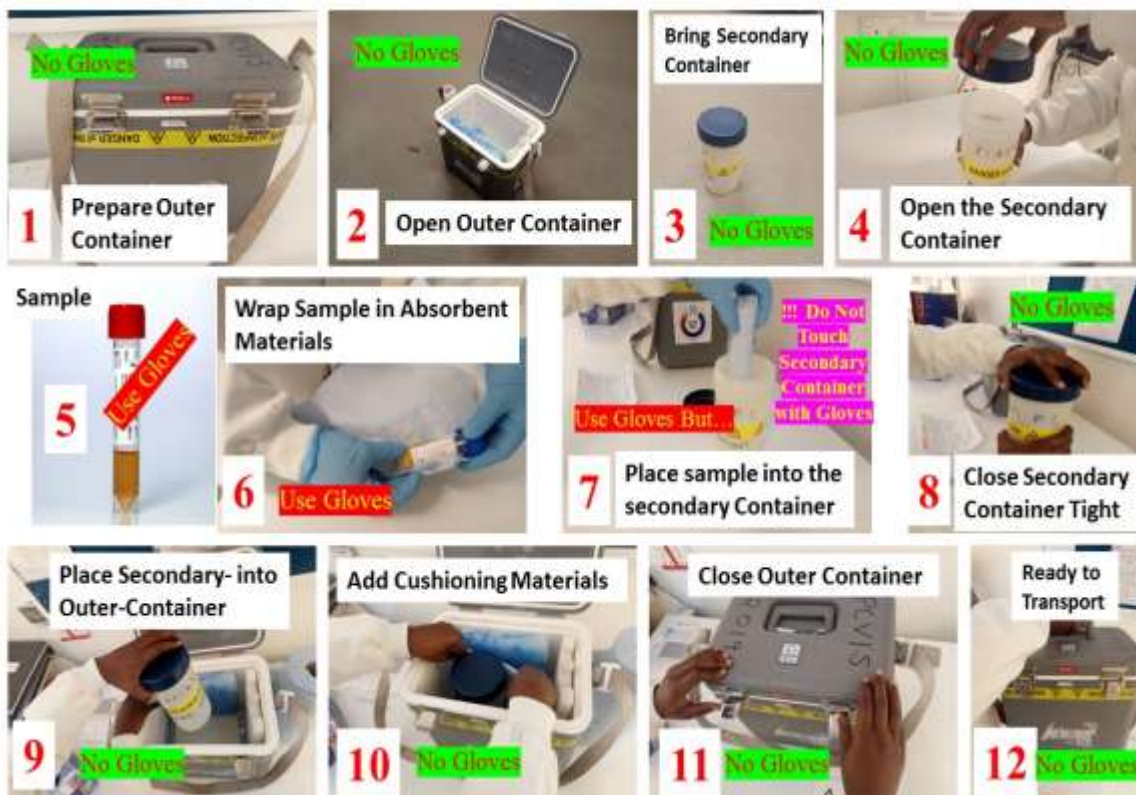 No Gloves
DANGER
INFECTION
1
Prepare Outer
Container
No Gloves
2
Open Outer Container
Bring Secondary
Container
3
No Gloves
No Gloves
DANGER
4
Open the Secondary
Container
Sample
Use Gloves
5
Wrap Sample in Absorbent
Materials
6
Use Gloves
!!! Do Not
Touch
Secondary
Container
with Gloves
Use Gloves But...
7
Place sample into the
secondary Container
No Gloves
8
Close Secondary
Container Tight
Place Secondary- into
Outer-Container
9
No Gloves
Add Cushioning Materials
10
No Gloves
Close Outer Container
11
No Gloves
Ready to
Transport
12
No Gloves